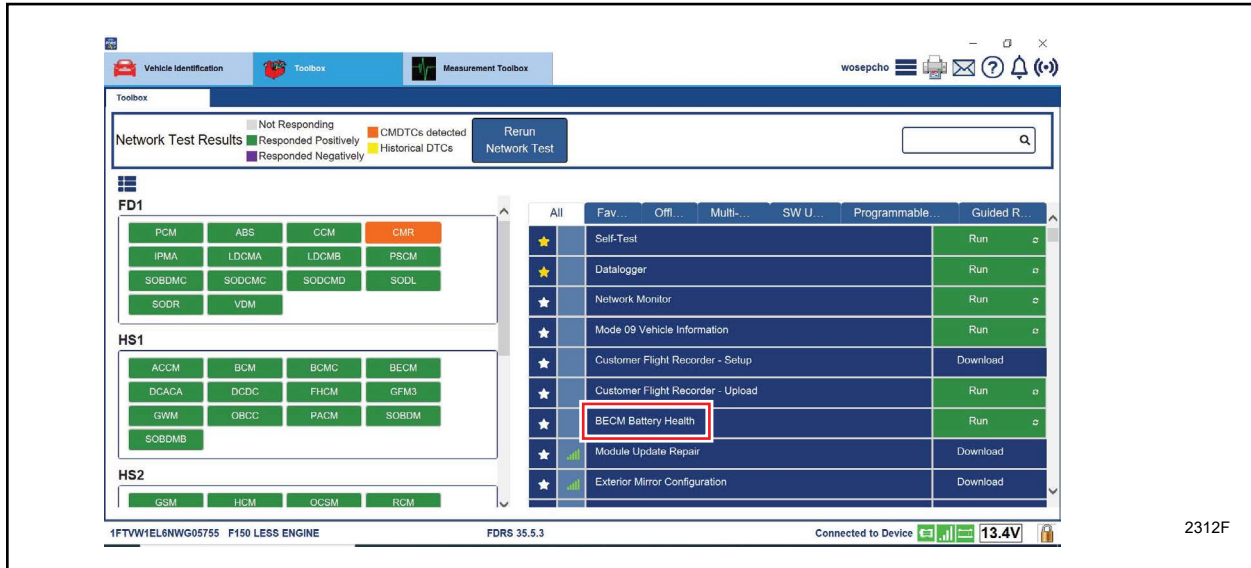 Vehicle Identification
Toolbox
Measurement Toolbox
wosepcho
Toolbox
Network Test Results
Not Responding
Responded Positively
Responded Negatively
CMDTCs detected
Historical DTCs
Rerun
Network Test
FD1
PCM ABS CCM CMR
IPMA LDCMA LDCMB PSCM
SOBDMC SODCMC SODCMD SODL
SODR VDM
HS1
ACCM BCM BCMC BECM
DCACA DCDC FHCM GFM3
GWM OBCC PACM SOBDM
SOBDMB
HS2
GSM HCM OCSM RCM
All Fav... Offl... Multi-... SW U... Programmable... Guided R...
Self-Test Run
Datalogger Run
Network Monitor Run
Mode 09 Vehicle Information Run
Customer Flight Recorder - Setup Download
Customer Flight Recorder - Upload Run
BECM Battery Health Run
Module Update Repair Download
Exterior Mirror Configuration Download
1FTVW1EL6NWG05755 F150 LESS ENGINE FDRS 35.5.3 Connected to Device 13.4V
2312F